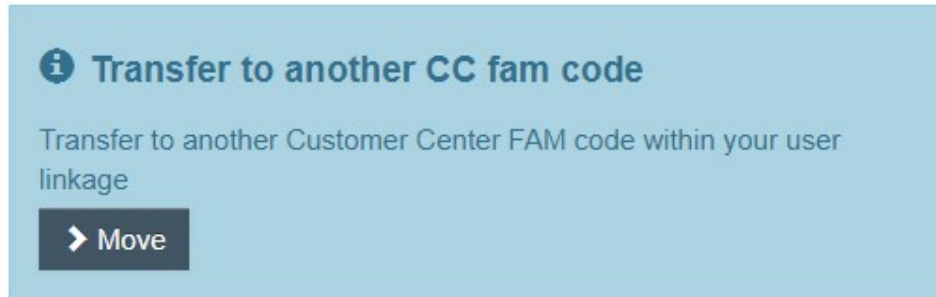 Transfer to another CC fam code
Transfer to another Customer Center FAM code within your user
linkage
Move